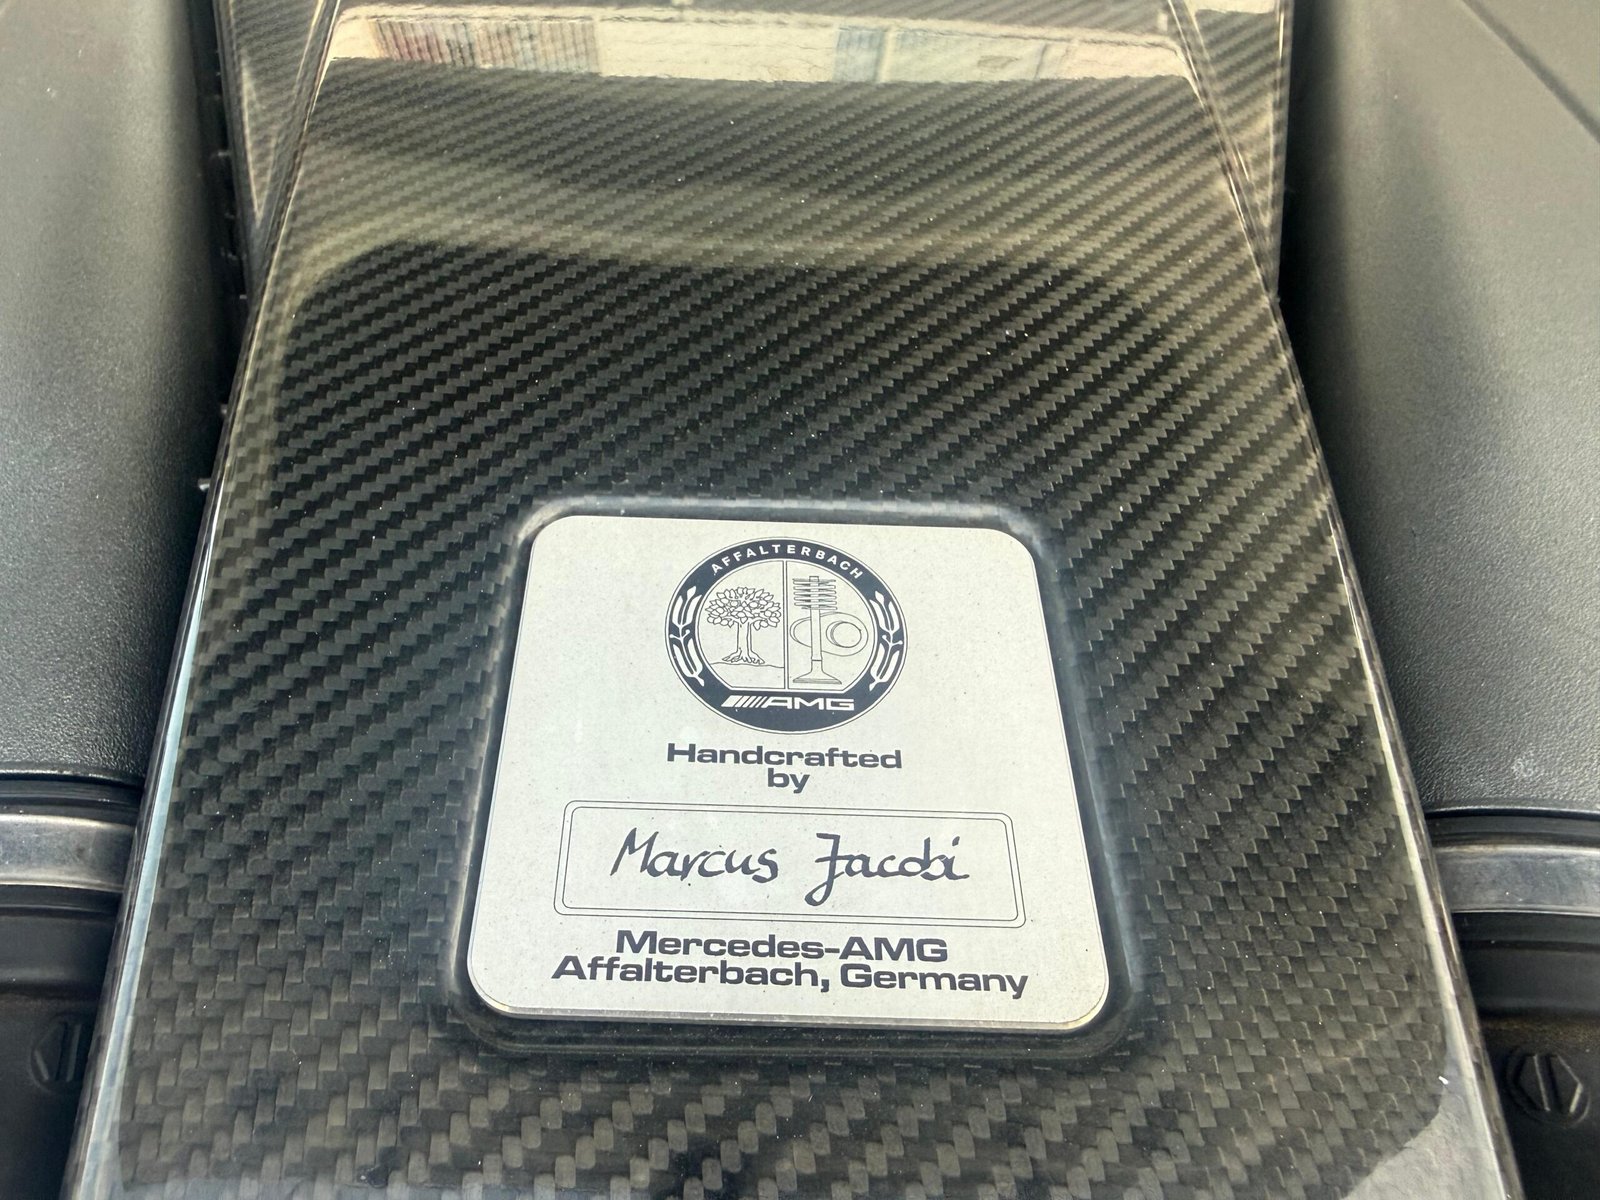 AFFALTERBACH
AMG
Handcrafted
by
Marcus Jacobi
Mercedes-AMG
Affalterbach, Germany